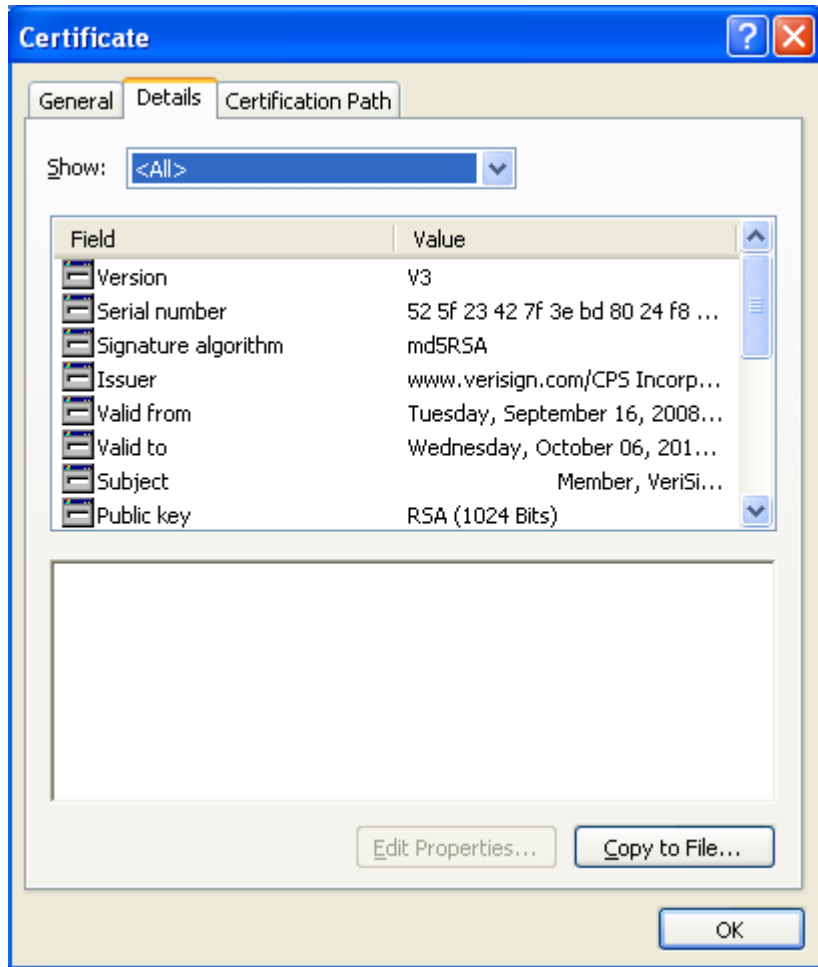 Certificate
General Details Certification Path
Show: <All>
Field Value
Version V3
Serial number 52 5f 23 42 7f 3e bd 80 24 f8 ...
Signature algorithm md5RSA
Issuer www.verisign.com/CPS Incorp...
Valid from Tuesday, September 16, 2008...
Valid to Wednesday, October 06, 201...
Subject Member, VeriSi...
Public key RSA (1024 Bits)
Edit Properties... Copy to File...
OK